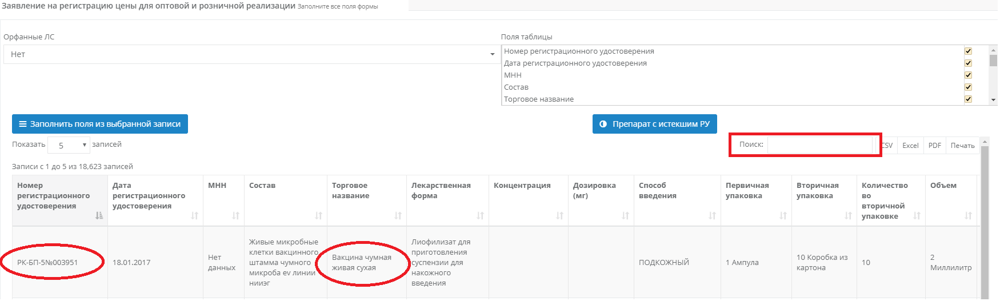 Заявление на регистрацию цены для оптовой и розничной реализации Заполните все поля формы
Орфанные ЛС
Нет
Поля таблицы
Номер регистрационного удостоверения
Дата регистрационного удостоверения
МНН
Состав
Торговое название
Заполнить поля из выбранной записи
Препарат с истекшим РУ
Показать 5 записей
Поиск:
CSV Excel PDF Печать
Записи с 1 до 5 из 18,623 записей
Номер
регистрационного
удостоверения
Дата
регистрационного
удостоверения
МНН
Состав
Торговое
название
Лекарственная
форма
Концентрация
Дозировка
(мг)
Способ
введения
Первичная
упаковка
Вторичная
упаковка
Количество
во
вторичной
упаковке
Объем
РК-БП-5№003951
18.01.2017
Нет
данных
Живые микробные
клетки вакцинного
штамма чумного
микроба ev линии
нииэг
Вакцина чумная
живая сухая
Лиофилизат для
приготовления
суспензии для
накожного
введения
ПОДКОЖНЫЙ
1 Ампула
10 Коробка из
картона
10
2
Миллилитр